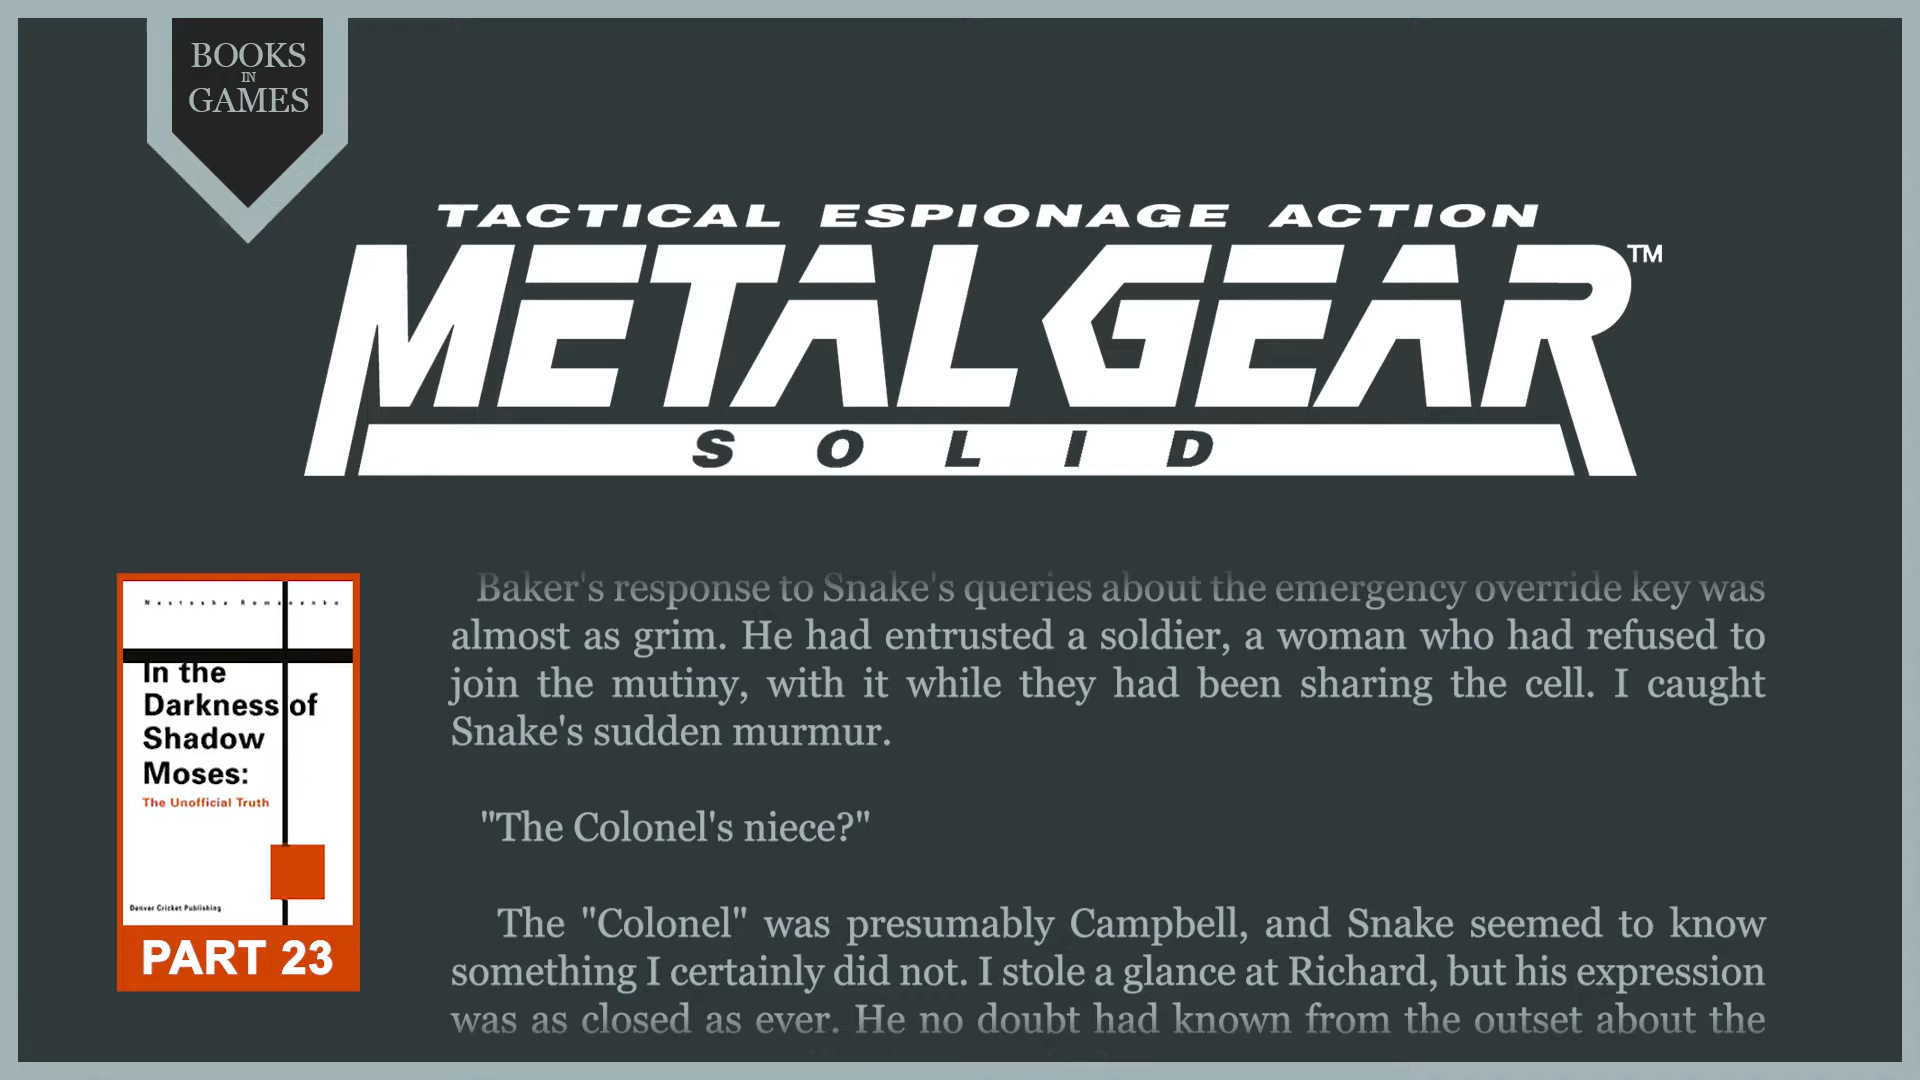 BOOKS
IN
GAMES
TACTICAL ESPIONAGE ACTION
METAL GEAR™
SOLID
Nastasha Romanenko
In the
Darkness of
Shadow
Moses:
The Unofficial Truth
Denver Cricket Publishing
PART 23
Baker's response to Snake's queries about the emergency override key was
almost as grim. He had entrusted a soldier, a woman who had refused to
join the mutiny, with it while they had been sharing the cell. I caught
Snake's sudden murmur.
"The Colonel's niece?"
The "Colonel" was presumably Campbell, and Snake seemed to know
something I certainly did not. I stole a glance at Richard, but his expression
was as closed as ever. He no doubt had known from the outset about the